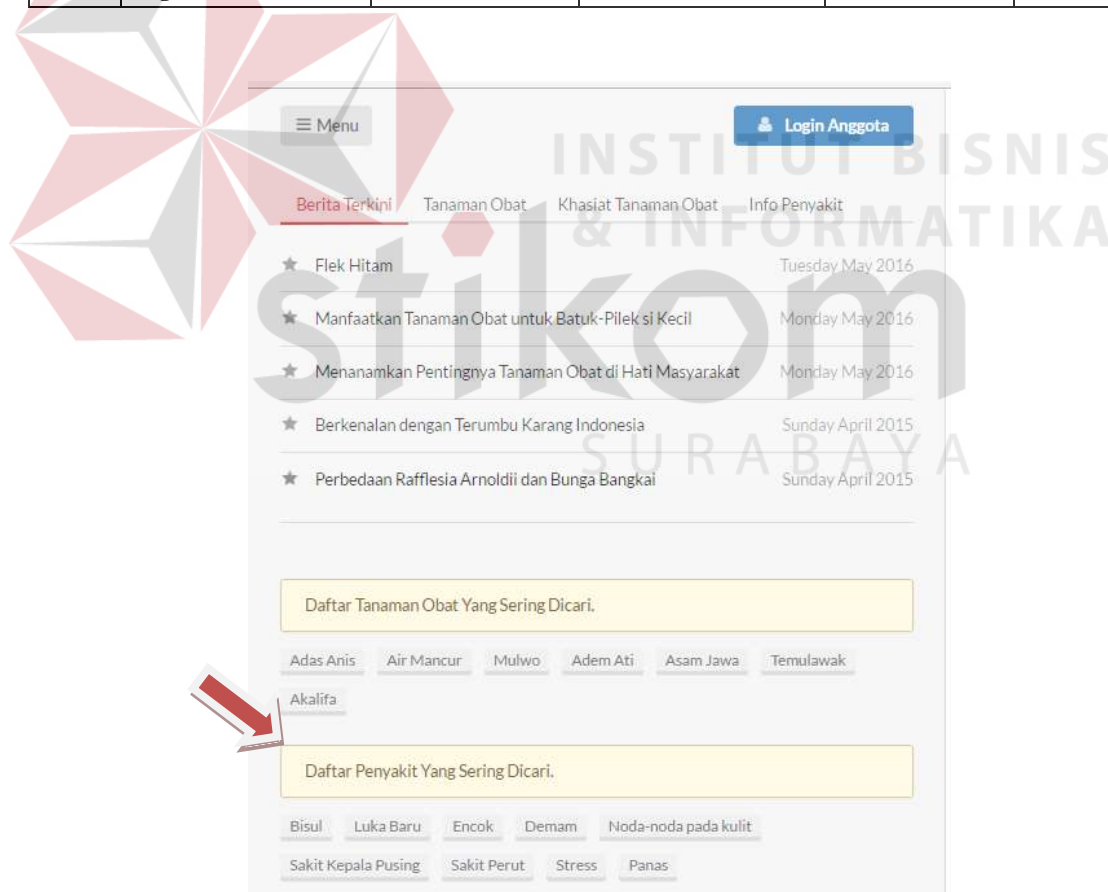 ≡ Menu
Login Anggota
Berita Terkini Tanaman Obat Khasiat Tanaman Obat Info Penyakit
Flek Hitam Tuesday May 2016
Manfaatkan Tanaman Obat untuk Batuk-Pilek si Kecil Monday May 2016
Menanamkan Pentingnya Tanaman Obat di Hati Masyarakat Monday May 2016
Berkenalan dengan Terumbu Karang Indonesia Sunday April 2015
Perbedaan Rafflesia Arnoldii dan Bunga Bangkai Sunday April 2015
Daftar Tanaman Obat Yang Sering Dicari.
Adas Anis Air Mancur Mulwo Adem Ati Asam Jawa Temulawak
Akalifa
Daftar Penyakit Yang Sering Dicari.
Bisul Luka Baru Encok Demam Noda-noda pada kulit
Sakit Kepala Pusing Sakit Perut Stress Panas
INSTITUT BISNIS
& INFORMATIKA
stikom
SURABAYA